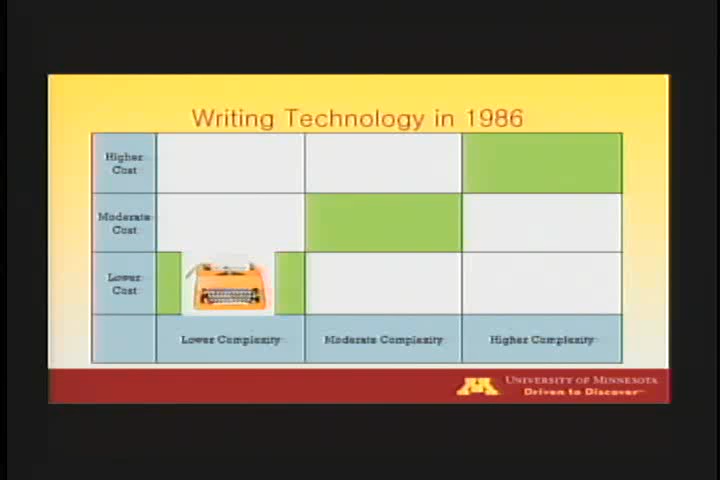 Writing Technology in 1986
Higher
Cost
Moderate
Cost
Lower
Cost
Lower Complexity
Moderate Complexity
Higher Complexity
UNIVERSITY OF MINNESOTA
Driven to Discover℠